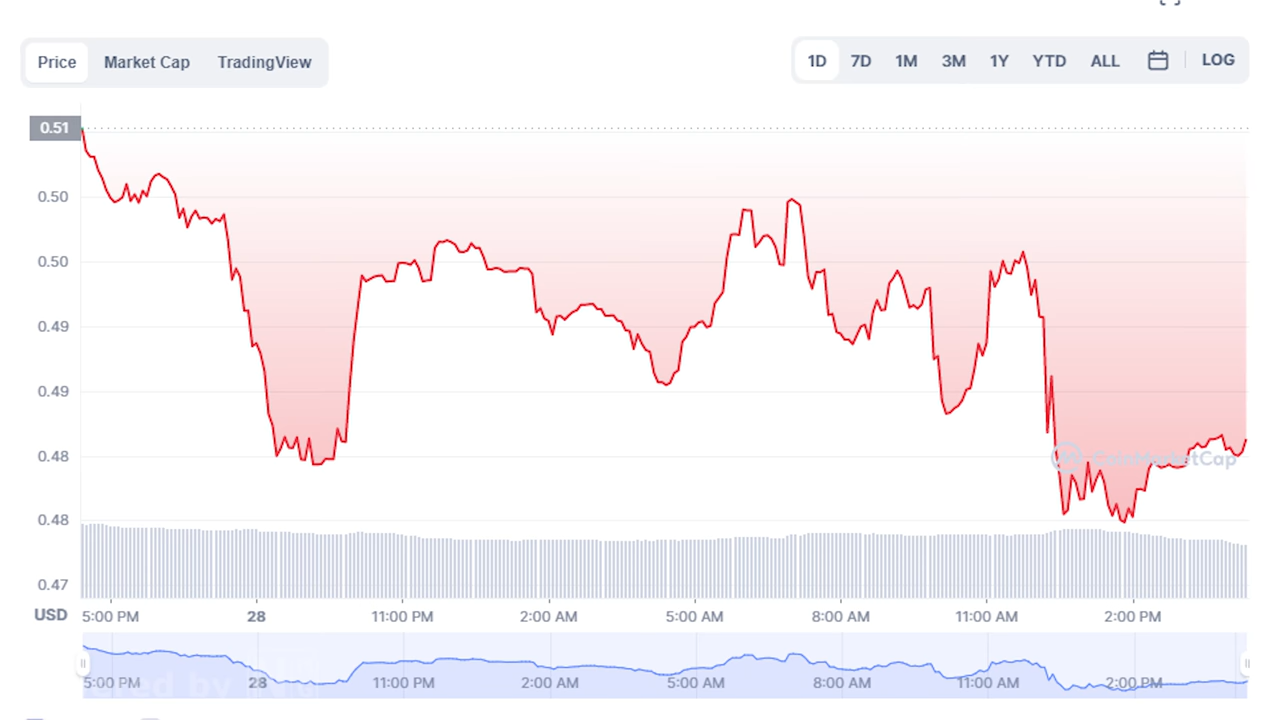 Price Market Cap TradingView
1D 7D 1M 3M 1Y YTD ALL LOG
0.51
0.50
0.50
0.49
0.49
0.48
CoinMarketCap
0.48
0.47
USD 5:00 PM 28 11:00 PM 2:00 AM 5:00 AM 8:00 AM 11:00 AM 2:00 PM
5:00 PM 28 11:00 PM 2:00 AM 5:00 AM 8:00 AM 11:00 AM 2:00 PM